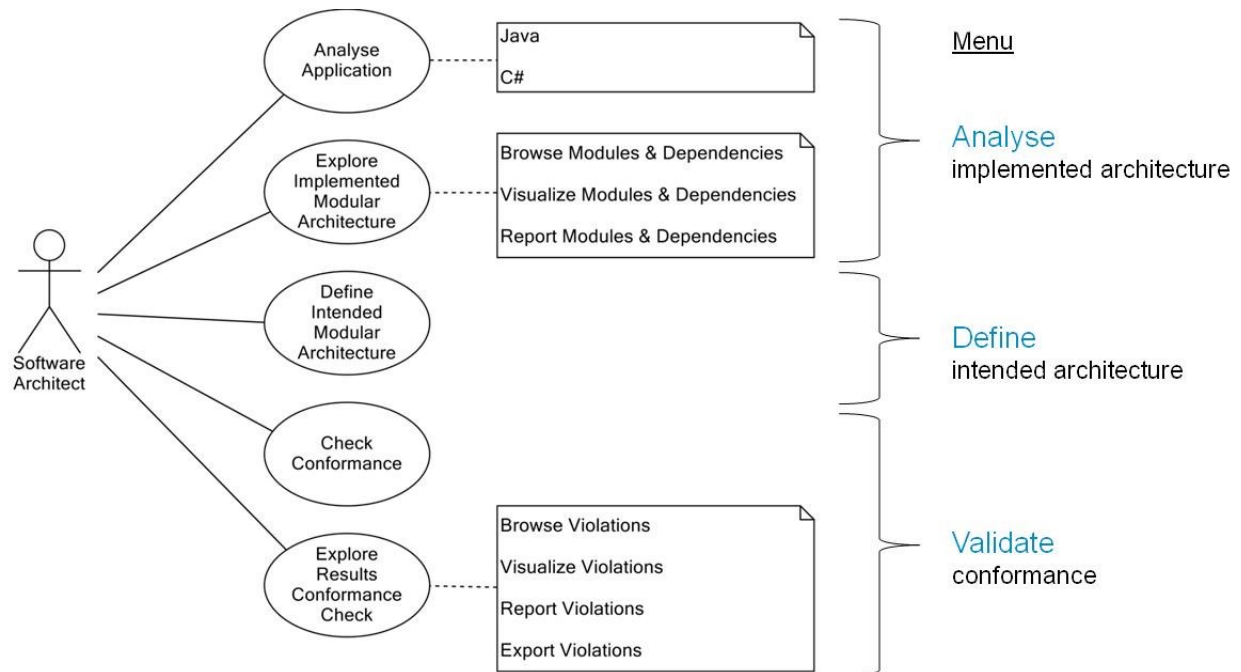 Analyse
Application
Java
C#
Menu
Explore
Implemented
Modular
Architecture
Browse Modules & Dependencies
Visualize Modules & Dependencies
Report Modules & Dependencies
Analyse
implemented architecture
Software
Architect
Define
Intended
Modular
Architecture
Define
intended architecture
Check
Conformance
Explore
Results
Conformance
Check
Browse Violations
Visualize Violations
Report Violations
Export Violations
Validate
conformance